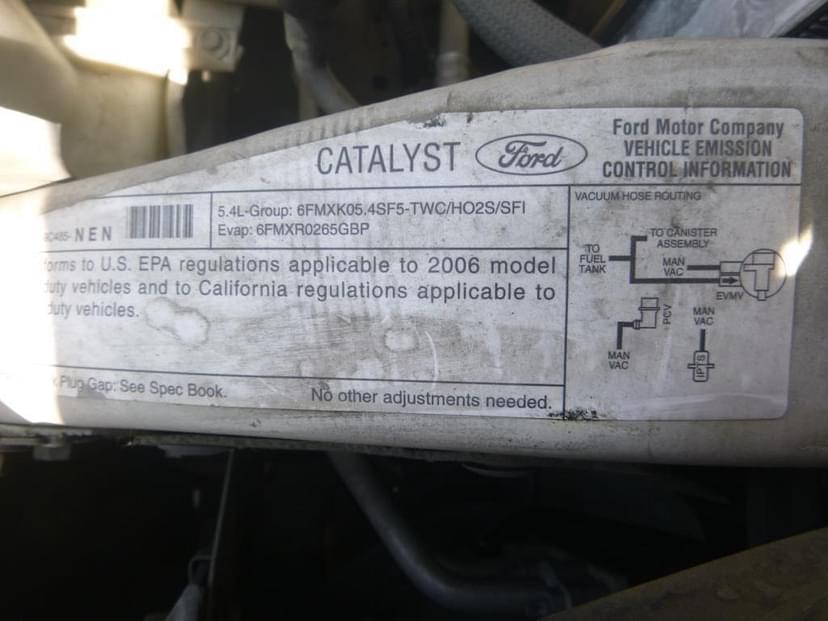 CATALYST
Ford
Ford Motor Company
VEHICLE EMISSION
CONTROL INFORMATION
NEN
5.4L-Group: 6FMXK05.4SF5-TWC/HO2S/SFI
Evap: 6FMXR0265GBP
to U.S. EPA regulations applicable to 2006 model
duty vehicles and to California regulations applicable to
duty vehicles.
Plug Gap: See Spec Book.
No other adjustments needed.
VACUUM HOSE ROUTING
TO
FUEL
TANK
TO CANISTER
ASSEMBLY
MAN
VAC
EVMV
PCV
MAN
VAC
MAN
VAC
IPTS